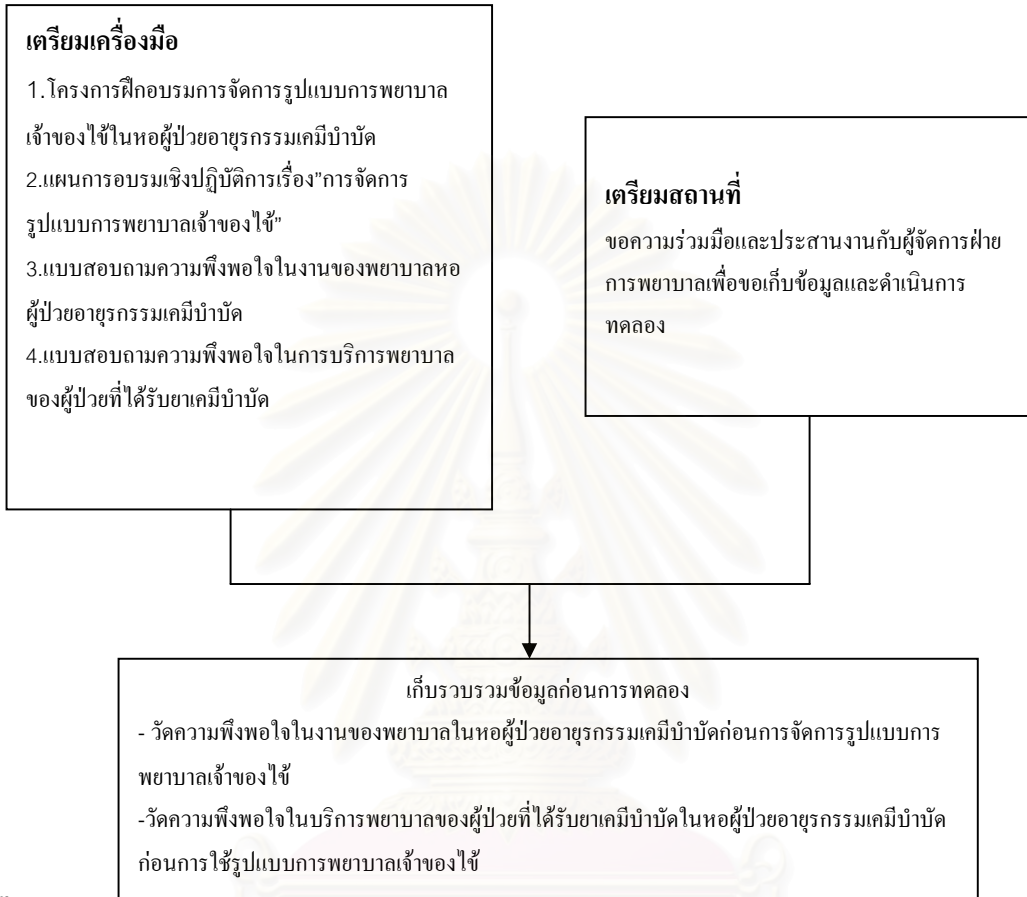 เตรียมเครื่องมือ
1.โครงการฝึกอบรมการจัดการรูปแบบการพยาบาล
เจ้าของไข้ในหอผู้ป่วยอายุรกรรมเคมีบำบัด
2.แผนการอบรมเชิงปฏิบัติการเรื่อง"การจัดการ
รูปแบบการพยาบาลเจ้าของไข้"
3.แบบสอบถามความพึงพอใจในงานของพยาบาลหอ
ผู้ป่วยอายุรกรรมเคมีบำบัด
4.แบบสอบถามความพึงพอใจในการบริการพยาบาล
ของผู้ป่วยที่ได้รับยาเคมีบำบัด
เตรียมสถานที่
ขอความร่วมมือและประสานงานกับผู้จัดการฝ่าย
การพยาบาลเพื่อขอเก็บข้อมูลและดำเนินการ
ทดลอง
เก็บรวบรวมข้อมูลก่อนการทดลอง
- วัดความพึงพอใจในงานของพยาบาลในหอผู้ป่วยอายุรกรรมเคมีบำบัดก่อนการจัดการรูปแบบการ
พยาบาลเจ้าของไข้
-วัดความพึงพอใจในบริการพยาบาลของผู้ป่วยที่ได้รับยาเคมีบำบัดในหอผู้ป่วยอายุรกรรมเคมีบำบัด
ก่อนการใช้รูปแบบการพยาบาลเจ้าของไข้